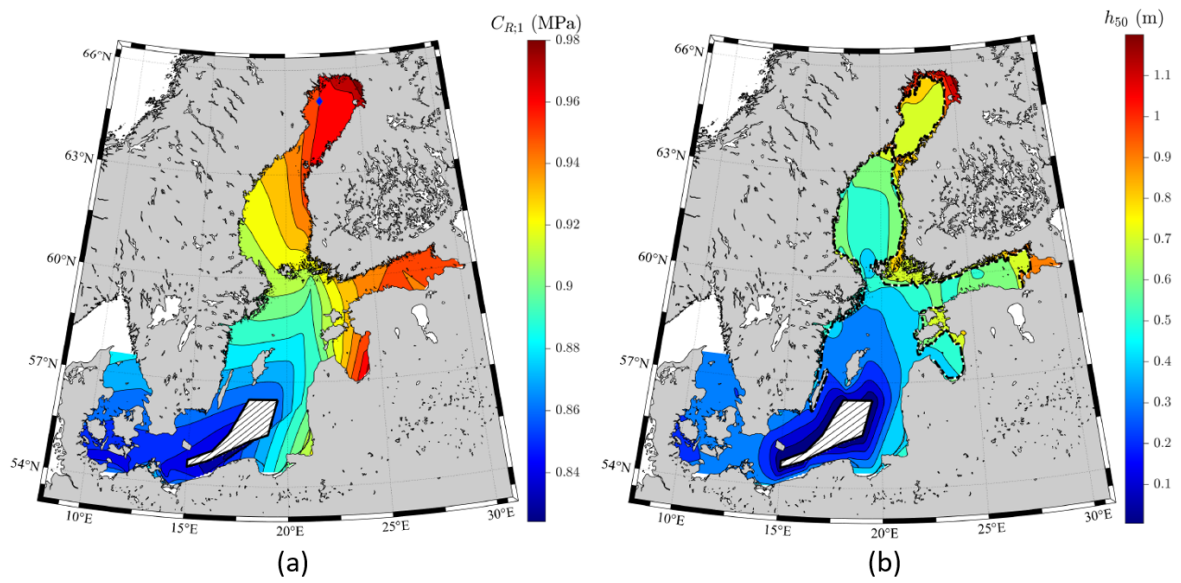 C_{R;1} (MPa)
0.98
0.96
0.94
0.92
0.9
0.88
0.86
0.84
66°N
63°N
60°N
57°N
54°N
10°E
15°E
20°E
25°E
30°E
(a)
h_{50} (m)
1.1
1
0.9
0.8
0.7
0.6
0.5
0.4
0.3
0.2
0.1
66°N
63°N
60°N
57°N
54°N
10°E
15°E
20°E
25°E
30°E
(b)